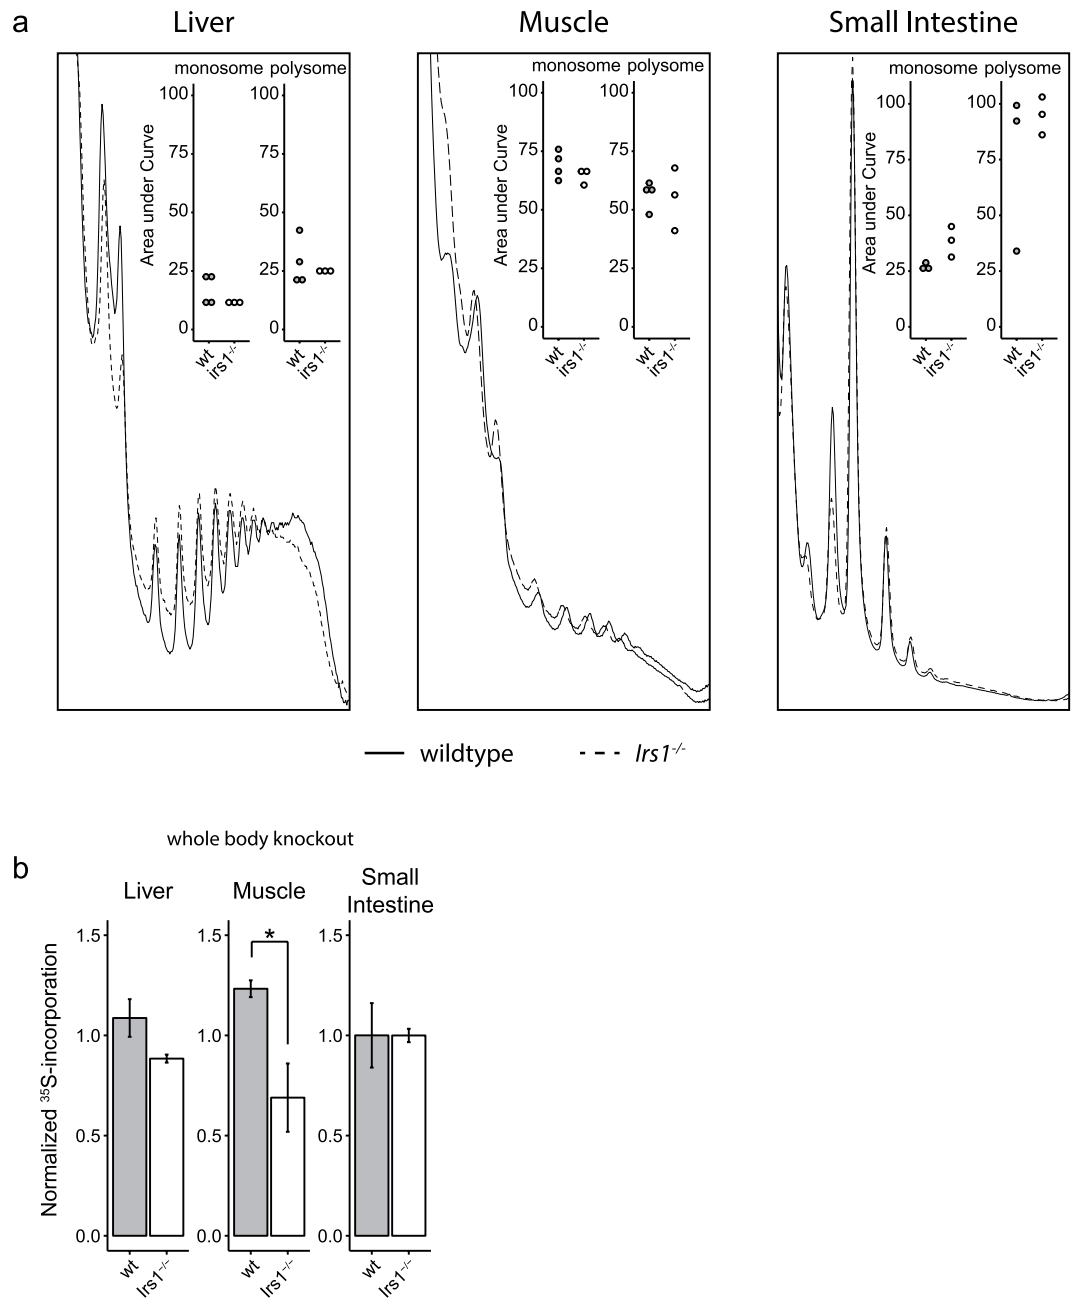 a
Liver
Muscle
Small Intestine
monosome polysome
Area under Curve
100
75
50
25
0
100
75
50
25
0
wt
irs1-/-
wt
irs1-/-
monosome polysome
Area under Curve
100
75
50
25
0
100
75
50
25
0
wt
irs1-/-
wt
irs1-/-
monosome polysome
Area under Curve
100
75
50
25
0
100
75
50
25
0
wt
irs1-/-
wt
irs1-/-
wildtype
Irs1-/-
whole body knockout
b
Liver
Muscle
Small
Intestine
Normalized 35S-incorporation
1.5
1.0
0.5
0.0
wt
Irs1-/-
1.5
1.0
0.5
0.0
*
wt
Irs1-/-
1.5
1.0
0.5
0.0
wt
Irs1-/-